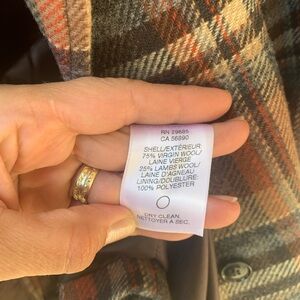 RN 29685
CA 56890
SHELL/EXTÉRIEUR:
75% VIRGIN WOOL/
LAINE VIERGE
25% LAMBS WOOL/
LAINE D'AGNEAU
LINING/DOUBLURE:
100% POLYESTER
DRY CLEAN.
NETTOYER A SEC.